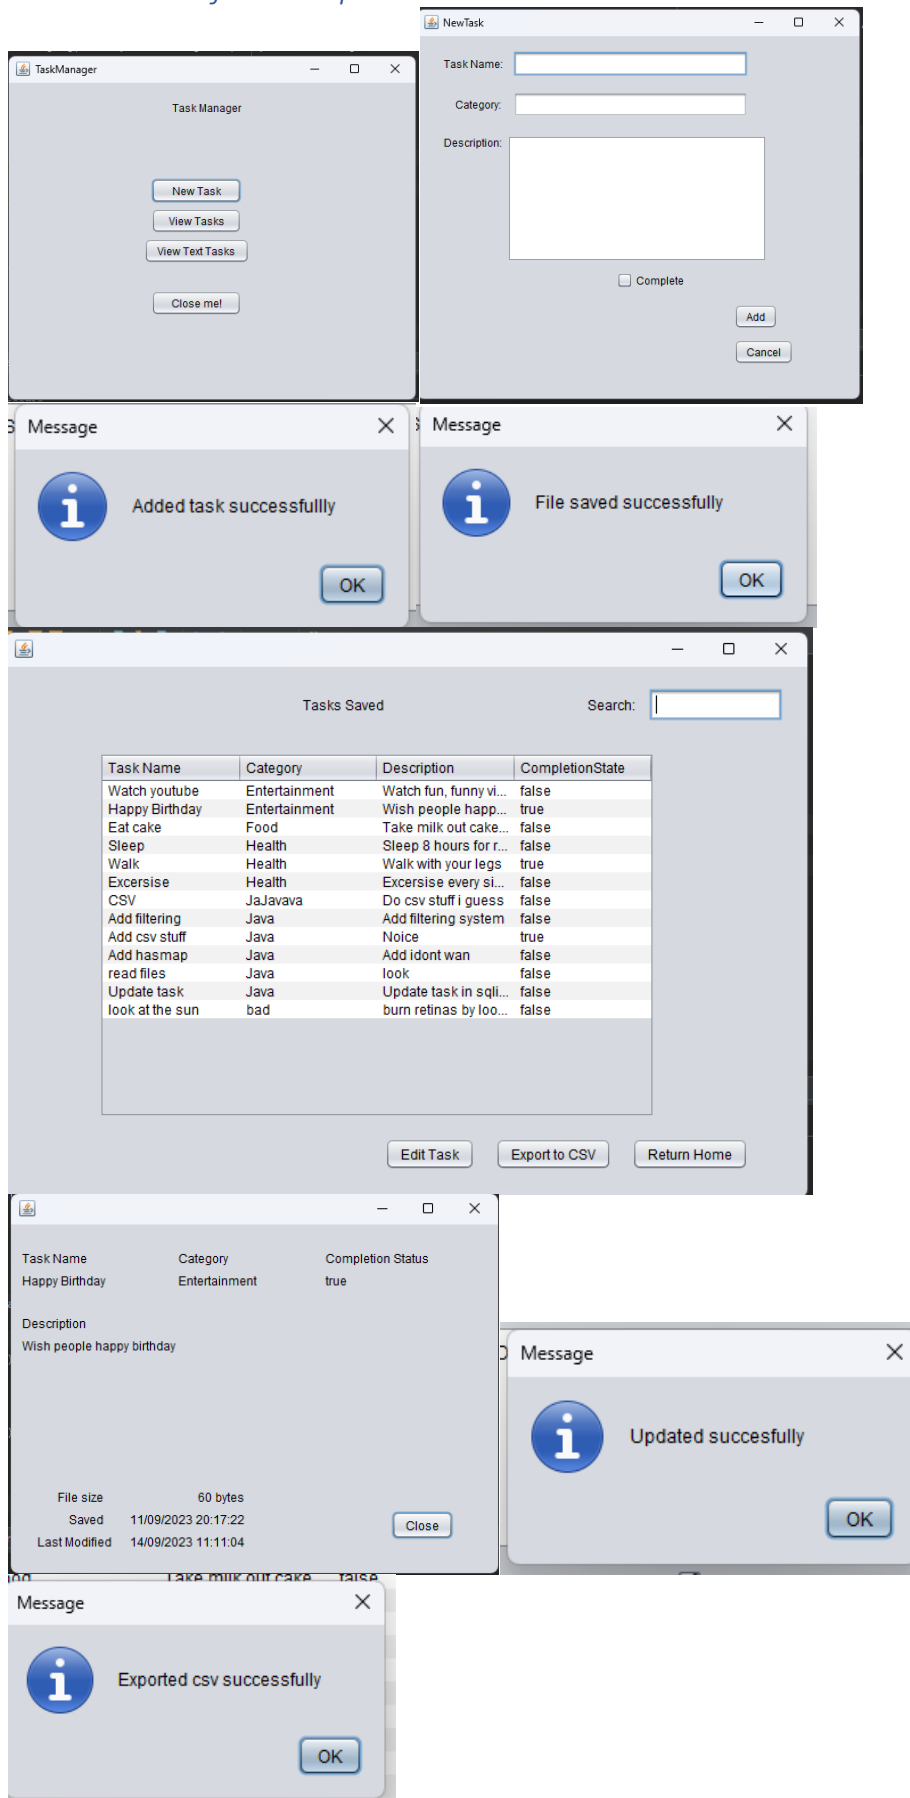 NewTask
Task Name:
Category:
Description:
Complete
Add
Cancel
TaskManager
Task Manager
New Task
View Tasks
View Text Tasks
Close me!
Message
Added task successfullly
OK
Message
File saved successfully
OK
Tasks Saved Search:
Task Name Category Description CompletionState
Watch youtube Entertainment Watch fun, funny vi... false
Happy Birthday Entertainment Wish people happ... true
Eat cake Food Take milk out cake... false
Sleep Health Sleep 8 hours for r... false
Walk Health Walk with your legs true
Excersise Health Excersise every si... false
CSV JaJavava Do csv stuff i guess false
Add filtering Java Add filtering system false
Add csv stuff Java Noice true
Add hasmap Java Add idont wan false
read files Java look false
Update task Java Update task in sqli... false
look at the sun bad burn retinas by loo... false
Edit Task Export to CSV Return Home
Task Name Category Completion Status
Happy Birthday Entertainment true
Description
Wish people happy birthday
File size 60 bytes
Saved 11/09/2023 20:17:22
Last Modified 14/09/2023 11:11:04
Close
Message
Updated succesfully
OK
Take milk out cake false
Message
Exported csv successfully
OK